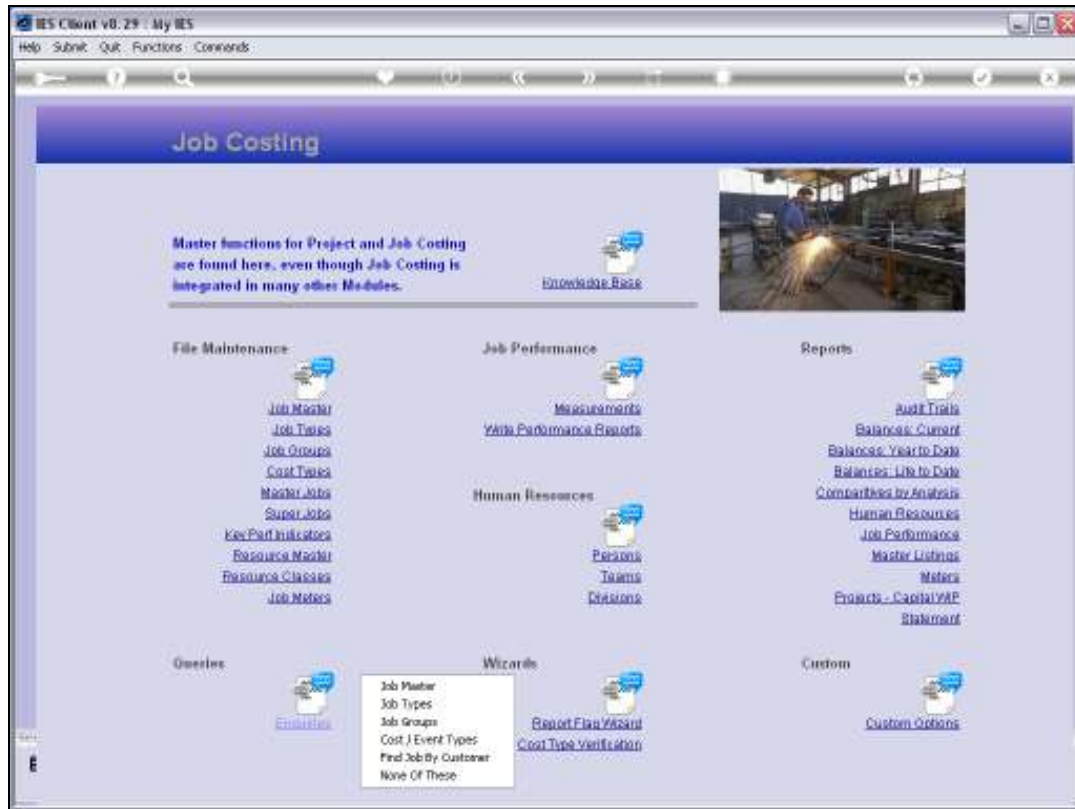 IES Client v8.29 : My IES
Help Submit Quit Functions Commands
Job Costing
Master functions for Project and Job Costing
are found here, even though Job Costing is
integrated in many other Modules.
Knowledge Base
File Maintenance
Job Master
Job Types
Job Groups
Cost Types
Master Jobs
Super Jobs
Key Perf Indicators
Resource Master
Resource Classes
Job Meters
Job Performance
Measurements
Write Performance Reports
Human Resources
Persons
Teams
Divisions
Reports
Audit Trails
Balances: Current
Balances: Year to Date
Balances: Life to Date
Comparitives by Analysis
Human Resources
Job Performance
Master Listings
Meters
Projects - Capital WIP
Statement
Queries
Enquiries
Job Master
Job Types
Job Groups
Cost / Event Types
Find Job By Customer
None Of These
Wizards
Report Flag Wizard
Cost Type Verification
Custom
Custom Options